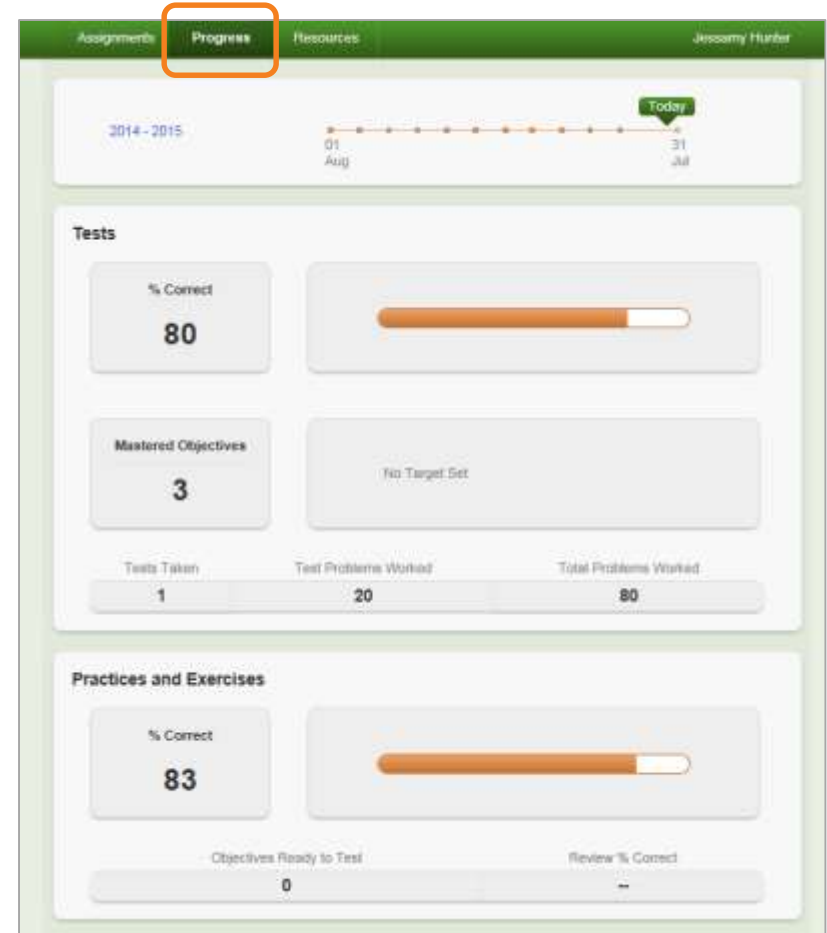 Assignments Progress Resources Jessamy Hunter
Today
2014 - 2015
01 31
Aug Jul
Tests
% Correct
80
Mastered Objectives
3
No Target Set
Tests Taken Test Problems Worked Total Problems Worked
1 20 80
Practices and Exercises
% Correct
83
Objectives Ready to Test Review % Correct
0 --